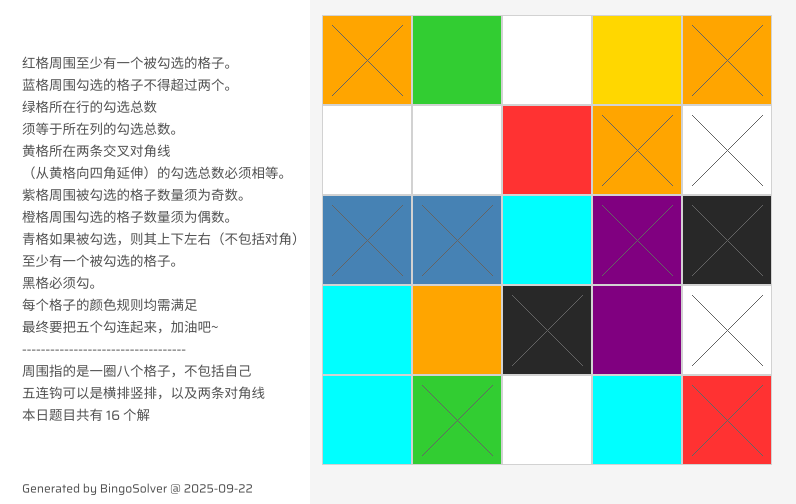 红格周围至少有一个被勾选的格子。
蓝格周围勾选的格子不得超过两个。
绿格所在行的勾选总数
须等于所在列的勾选总数。
黄格所在两条交叉对角线
（从黄格向四角延伸）的勾选总数必须相等。
紫格周围被勾选的格子数量须为奇数。
橙格周围勾选的格子数量须为偶数。
青格如果被勾选，则其上下左右（不包括对角）
至少有一个被勾选的格子。
黑格必须勾。
每个格子的颜色规则均需满足
最终要把五个勾连起来，加油吧~
-----------------------------------
周围指的是一圈八个格子，不包括自己
五连钩可以是横排竖排，以及两条对角线
本日题目共有 16 个解
Generated by BingoSolver @ 2025-09-22